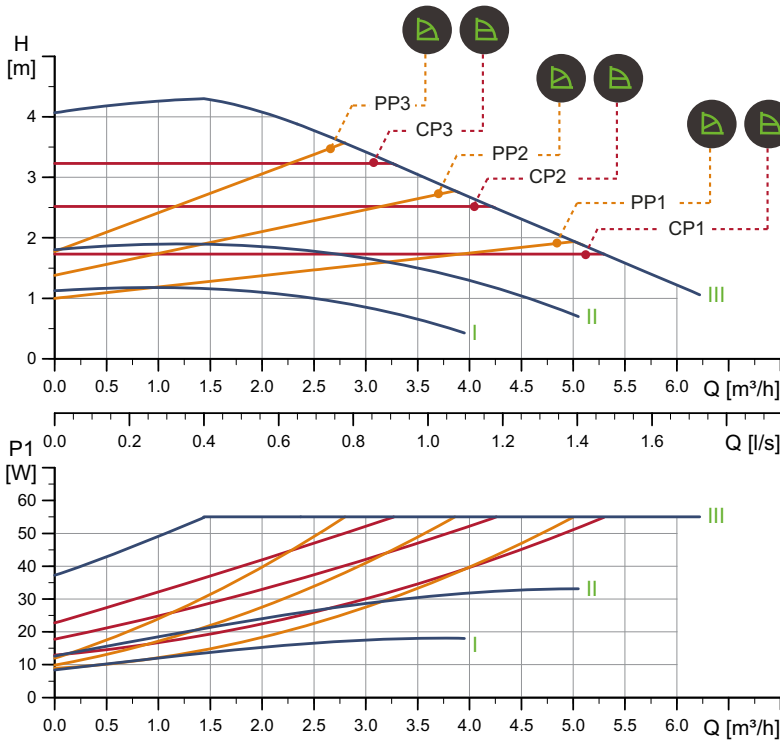 H
[m]
PP3
CP3
PP2
CP2
PP1
CP1
4
3
2
1
0
III
II
I
0.0 0.5 1.0 1.5 2.0 2.5 3.0 3.5 4.0 4.5 5.0 5.5 6.0 Q [m³/h]
0.0 0.2 0.4 0.6 0.8 1.0 1.2 1.4 1.6 Q [l/s]
P1
[W]
60
50
40
30
20
10
0
III
II
I
0.0 0.5 1.0 1.5 2.0 2.5 3.0 3.5 4.0 4.5 5.0 5.5 6.0 Q [m³/h]